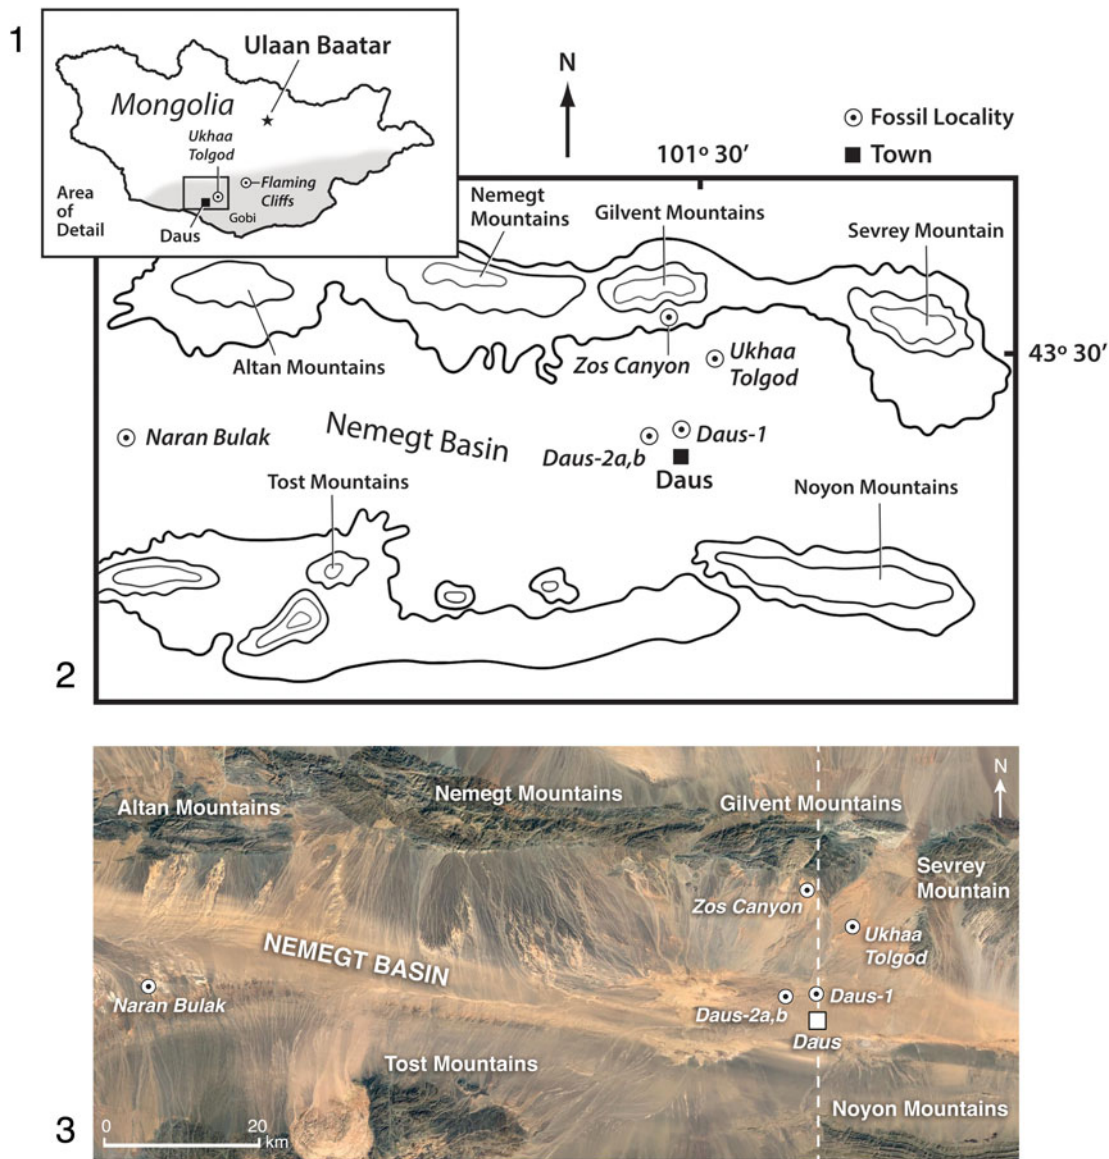 1
Ulaan Baatar
Mongolia
Ukhaa
Tolgod
Flaming
Cliffs
Area
of
Detail
Gobi
Daus
N
Fossil Locality
Town
101º 30'
Nemegt
Mountains
Gilvent Mountains
Sevrey Mountain
43º 30'
Altan Mountains
Zos Canyon
Ukhaa
Tolgod
Naran Bulak
Nemegt Basin
Daus-1
Daus-2a,b
Daus
Tost Mountains
Noyon Mountains
2
N
Altan Mountains
Nemegt Mountains
Gilvent Mountains
Sevrey
Mountain
Zos Canyon
Ukhaa
Tolgod
NEMEGT BASIN
Naran Bulak
Daus-1
Daus-2a,b
Daus
Tost Mountains
Noyon Mountains
3
0
20
km